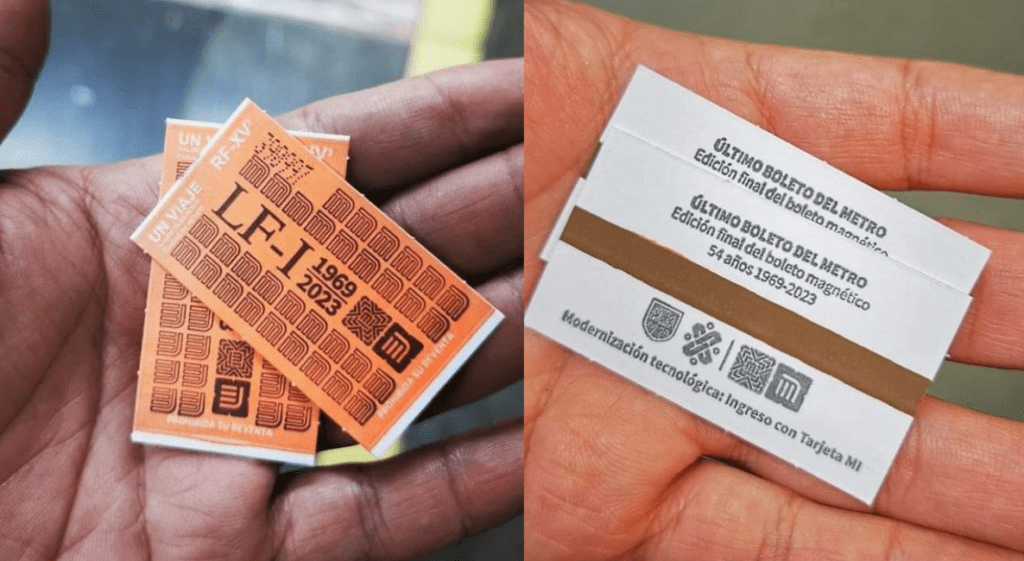 UN VIAJE
RF-XV
UN VIAJE
LF-I
1969
2023
PROHIBIDA SU REVENTA
PROHIBIDA SU REVENTA
ÚLTIMO BOLETO DEL METRO
Edición final del boleto magnético
ÚLTIMO BOLETO DEL METRO
Edición final del boleto magnético
54 años 1969-2023
Modernización tecnológica: Ingreso con Tarjeta MI